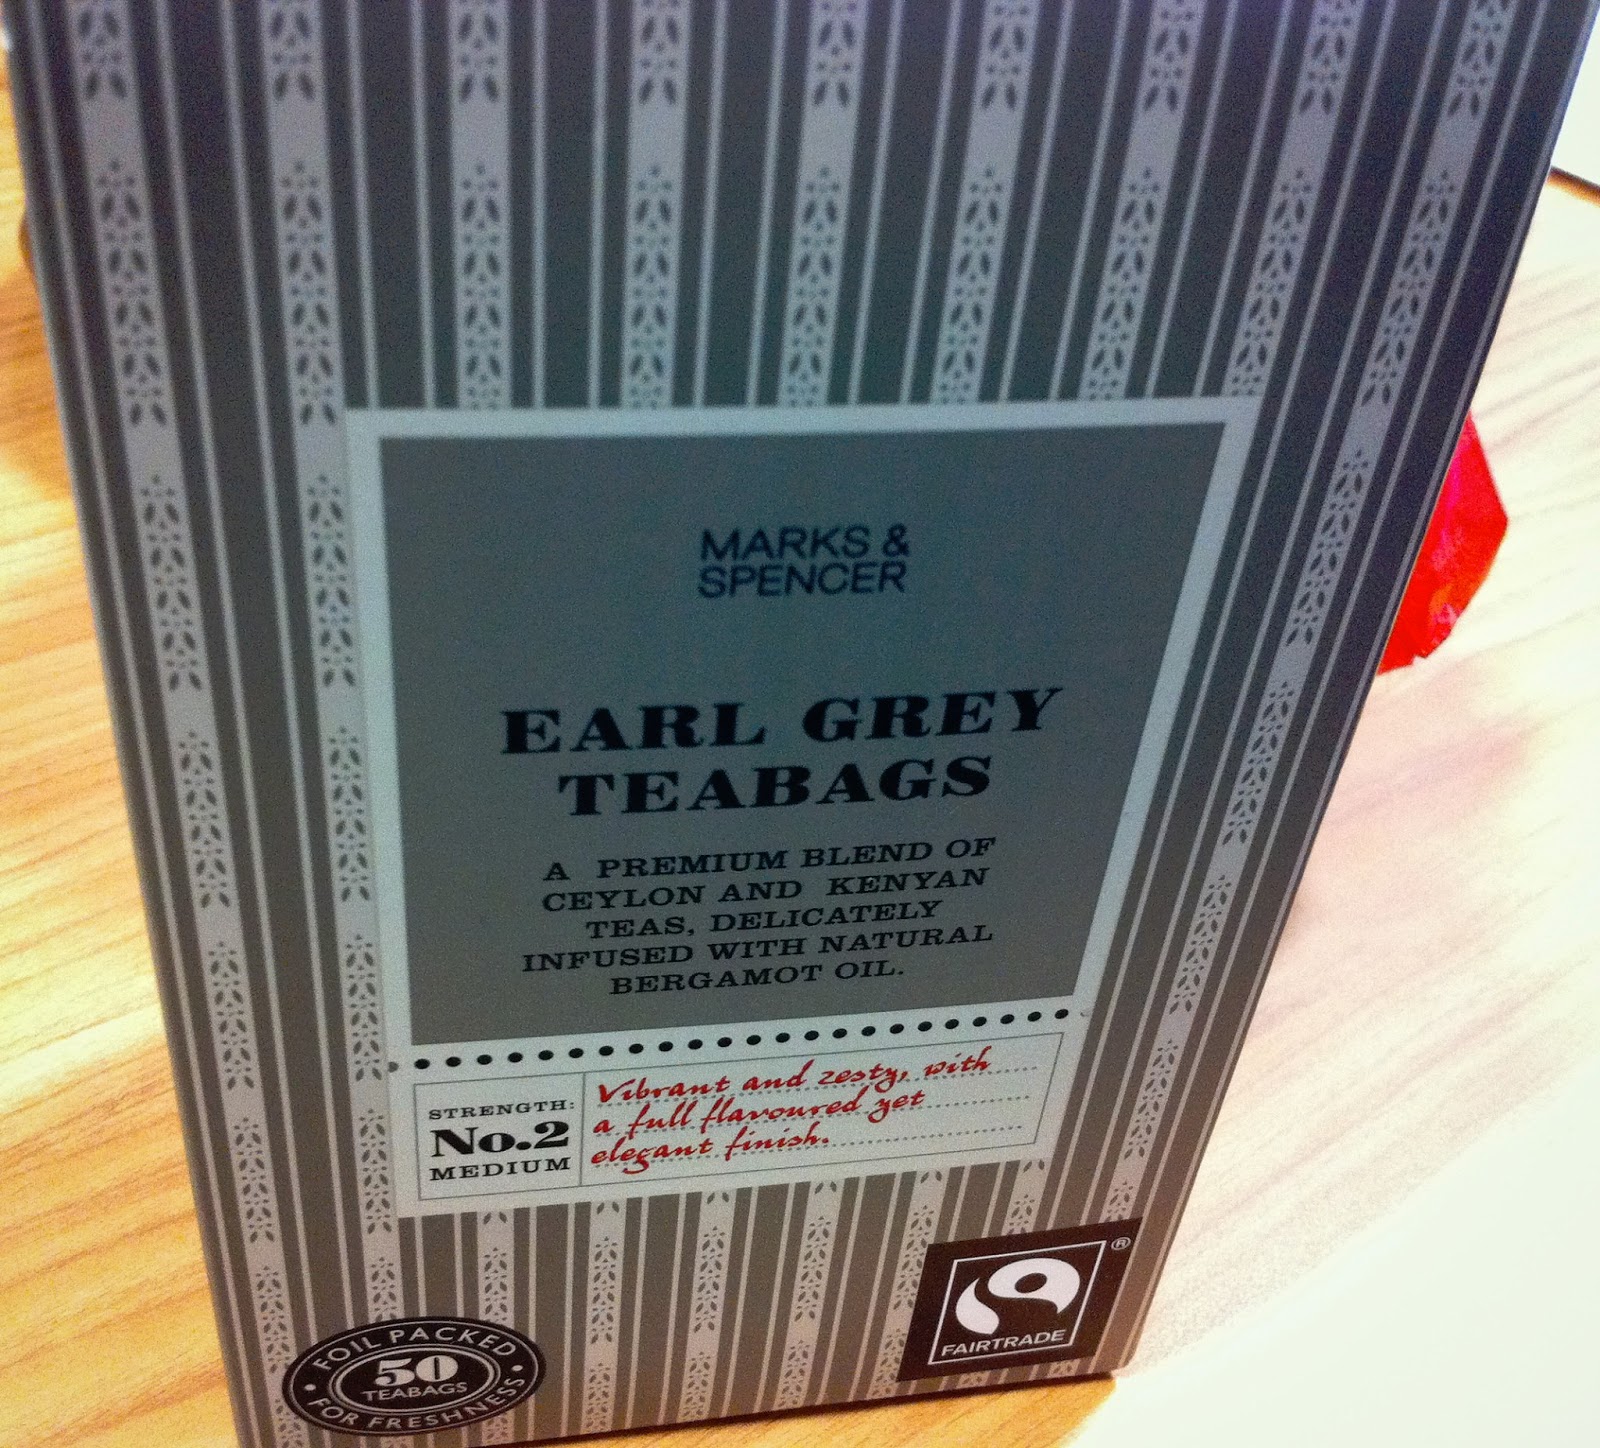 MARKS &
SPENCER
EARL GREY
TEABAGS
A PREMIUM BLEND OF
CEYLON AND KENYAN
TEAS, DELICATELY
INFUSED WITH NATURAL
BERGAMOT OIL.
STRENGTH:
No.2
MEDIUM
Vibrant and zesty, with
a full flavoured yet
elegant finish.
FOIL PACKED
50
TEABAGS
FOR FRESHNESS
FAIRTRADE
®